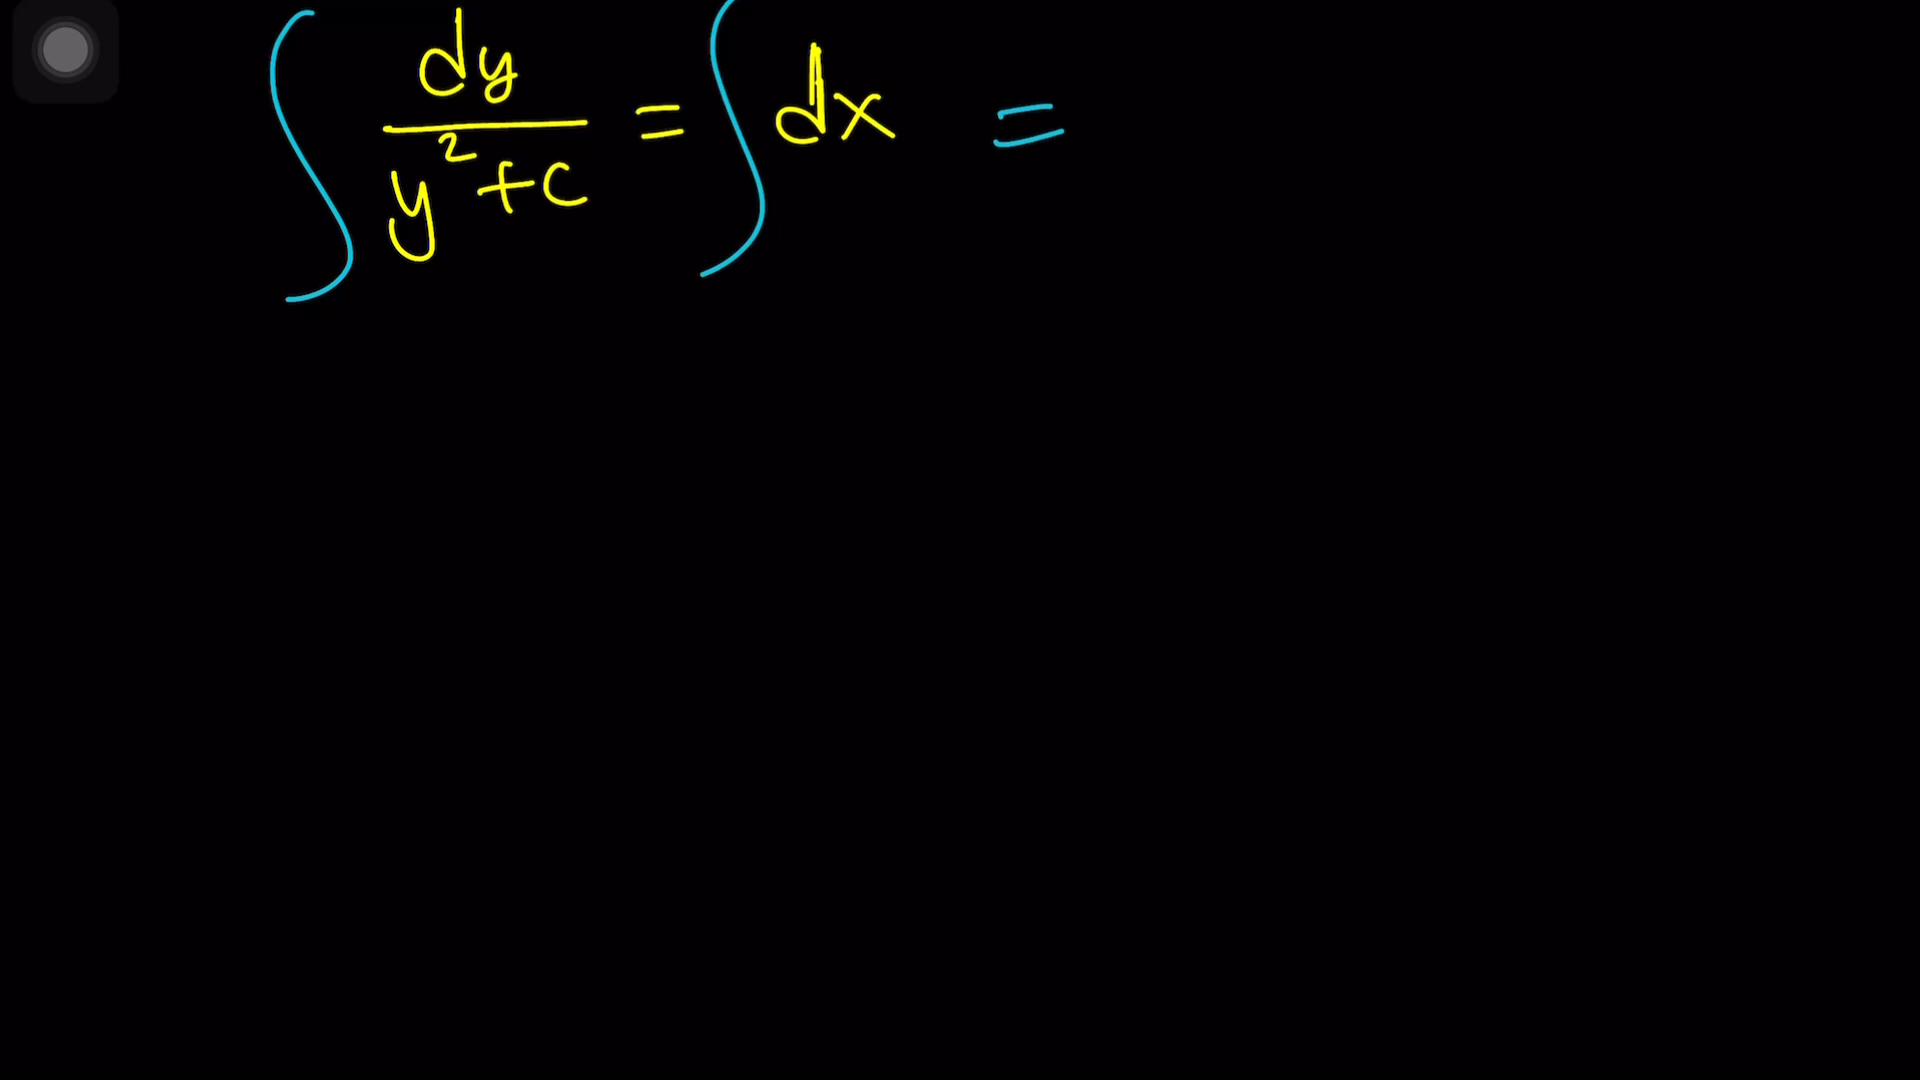 ∫ dy/(y²+c) = ∫ dx =